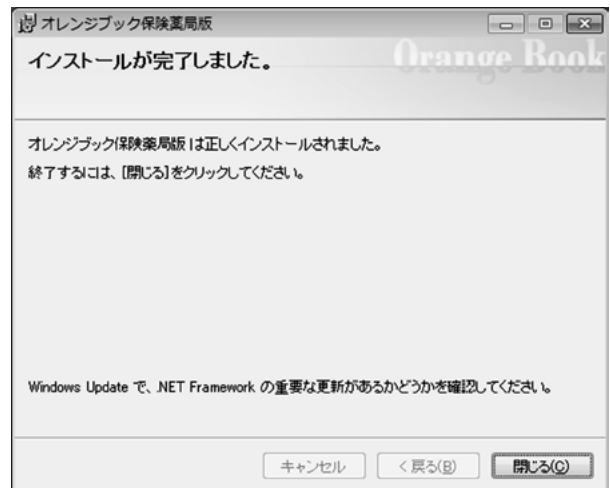 オレンジブック保険薬局版
インストールが完了しました。
Orange Book
オレンジブック保険薬局版 は正しくインストールされました。
終了するには、[閉じる]をクリックしてください。
Windows Update で、.NET Framework の重要な更新があるかどうかを確認してください。
キャンセル < 戻る(B) 閉じる(C)